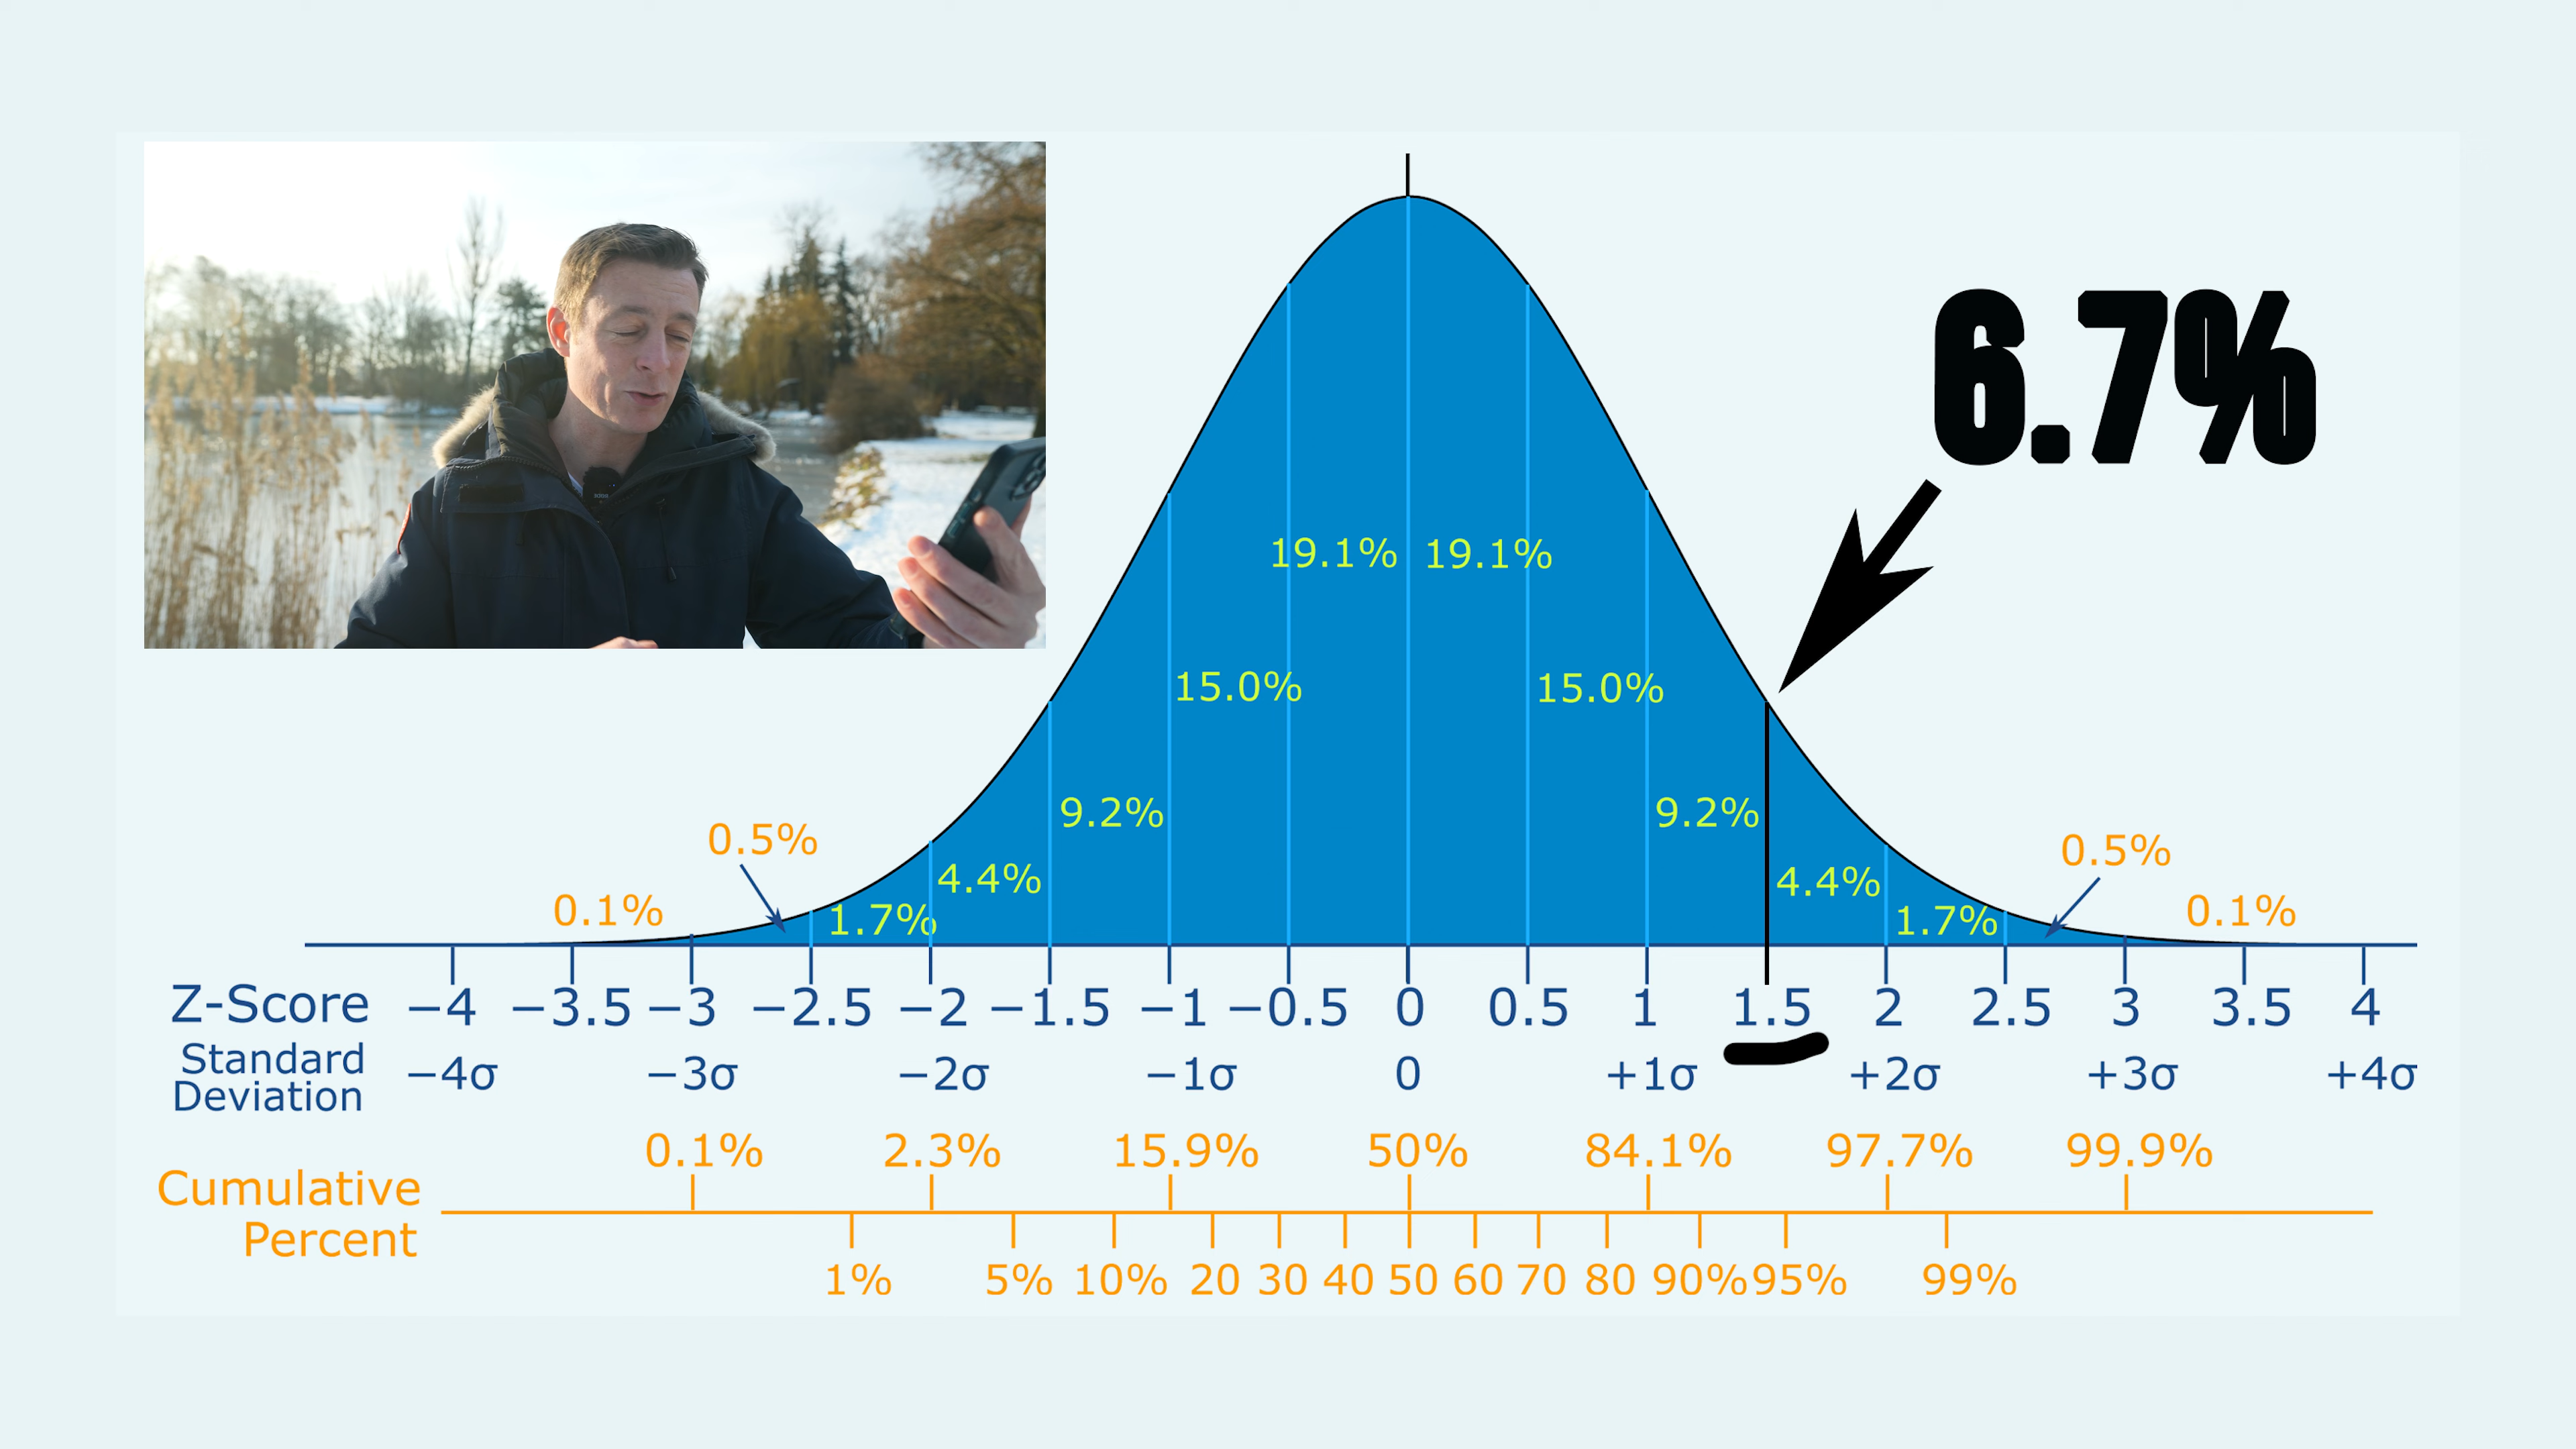 6.7%
19.1% 19.1%
15.0% 15.0%
9.2% 9.2%
0.5% 0.5%
4.4% 4.4%
0.1% 1.7% 1.7% 0.1%
Z-Score −4 −3.5 −3 −2.5 −2 −1.5 −1 −0.5 0 0.5 1 1.5 2 2.5 3 3.5 4
Standard
Deviation −4σ −3σ −2σ −1σ 0 +1σ +2σ +3σ +4σ
0.1% 2.3% 15.9% 50% 84.1% 97.7% 99.9%
Cumulative
Percent
1% 5% 10% 20 30 40 50 60 70 80 90% 95% 99%